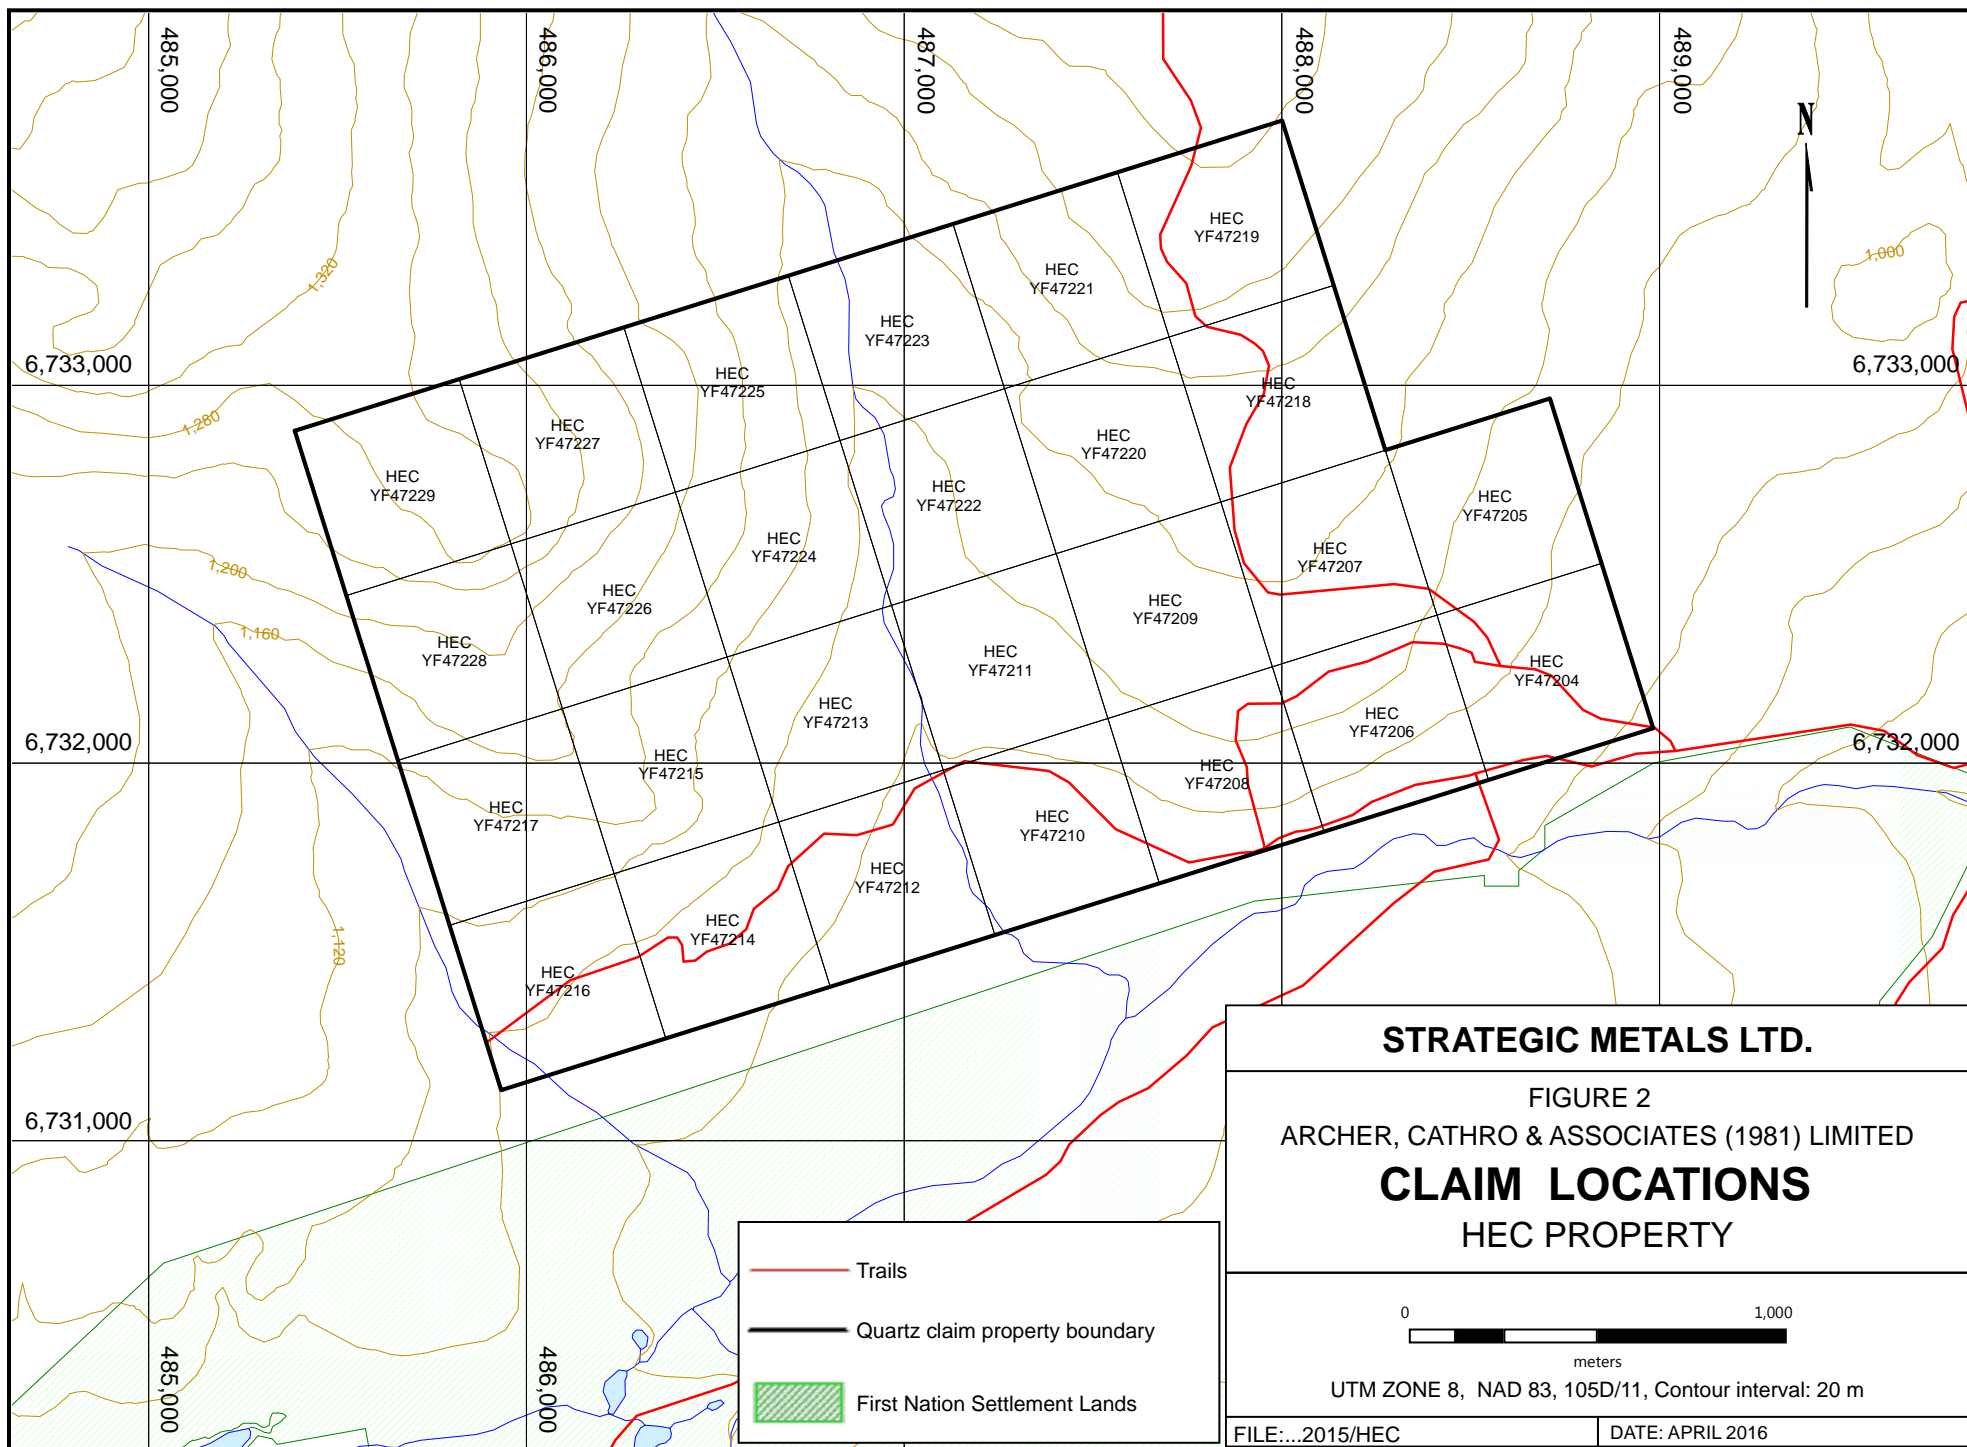 485,000
486,000
487,000
488,000
489,000
N
HEC
YF47219
1,000
1,320
HEC
YF47221
HEC
YF47223
6,733,000
6,733,000
HEC
YF47225
HEC
YF47218
1,280
HEC
YF47227
HEC
YF47220
HEC
YF47229
HEC
YF47222
HEC
YF47205
HEC
YF47224
HEC
YF47207
1,200
HEC
YF47226
HEC
YF47209
1,160
HEC
YF47228
HEC
YF47211
HEC
YF47204
HEC
YF47213
HEC
YF47206
6,732,000
6,732,000
HEC
YF47215
HEC
YF47208
HEC
YF47217
HEC
YF47210
HEC
YF47212
1,120
HEC
YF47214
HEC
YF47216
6,731,000
485,000
486,000
Trails
Quartz claim property boundary
First Nation Settlement Lands
STRATEGIC METALS LTD.
FIGURE 2
ARCHER, CATHRO & ASSOCIATES (1981) LIMITED
CLAIM LOCATIONS
HEC PROPERTY
0 1,000
meters
UTM ZONE 8, NAD 83, 105D/11, Contour interval: 20 m
FILE:...2015/HEC
DATE: APRIL 2016